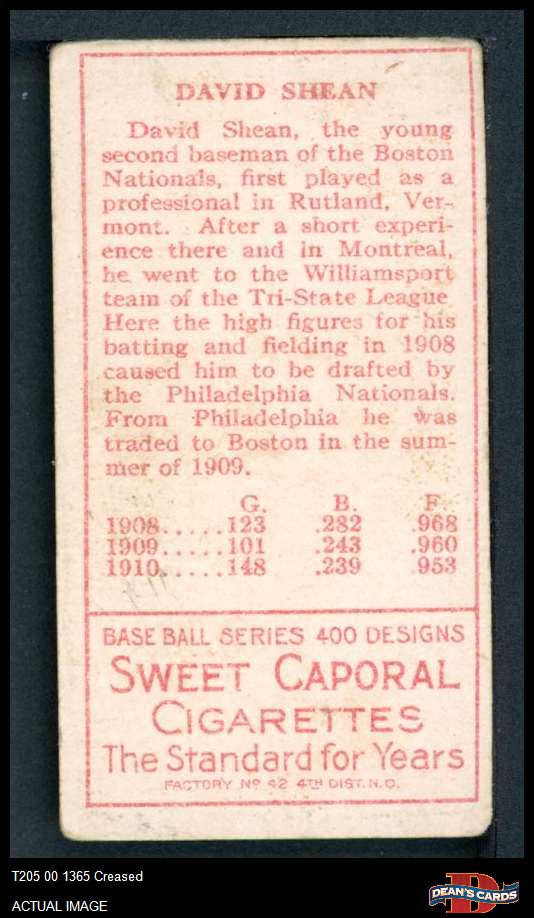 DAVID SHEAN
David Shean, the young
second baseman of the Boston
Nationals, first played as a
professional in Rutland, Ver-
mont. After a short experi-
ence there and in Montreal,
he went to the Williamsport
team of the Tri-State League
Here the high figures for his
batting and fielding in 1908
caused him to be drafted by
the Philadelphia Nationals.
From Philadelphia he was
traded to Boston in the sum-
mer of 1909.
G. B. F.
1908.....123 .282 .968
1909.....101 .243 .960
1910.....148 .239 .953
BASE BALL SERIES 400 DESIGNS
SWEET CAPORAL
CIGARETTES
The Standard for Years
FACTORY No 42 4TH DIST. N.C.
T205 00 1365 Creased
ACTUAL IMAGE
D
DEAN'S CARDS